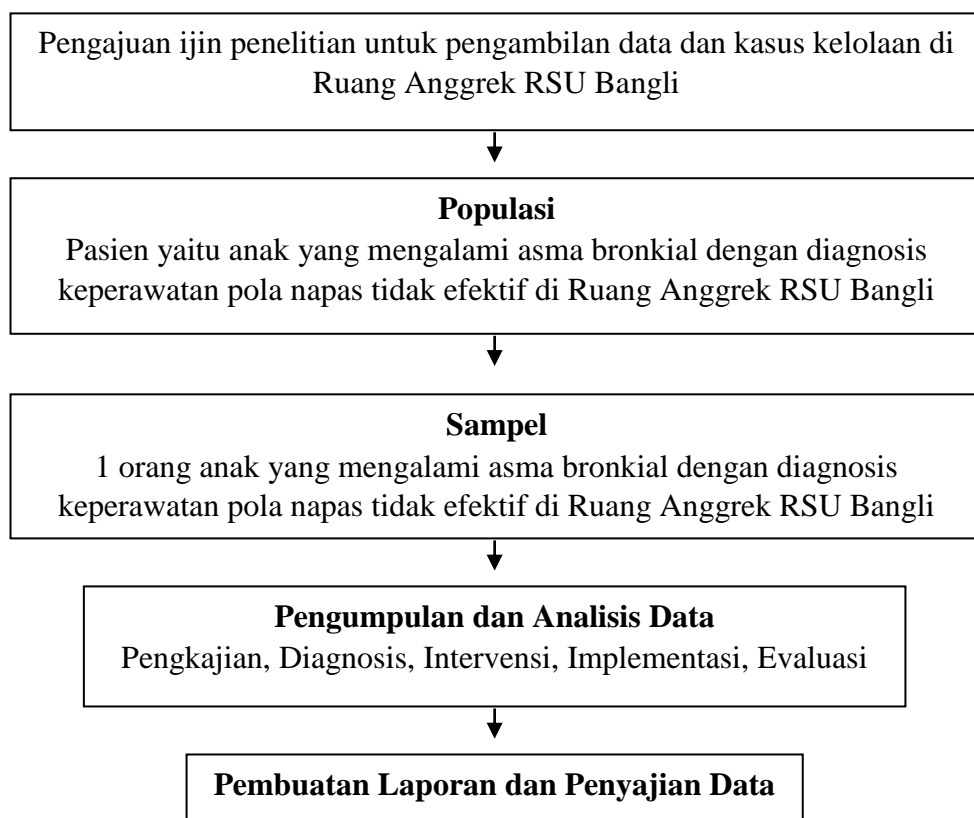 Pengajuan ijin penelitian untuk pengambilan data dan kasus kelolaan di
Ruang Anggrek RSU Bangli
Populasi
Pasien yaitu anak yang mengalami asma bronkial dengan diagnosis
keperawatan pola napas tidak efektif di Ruang Anggrek RSU Bangli
Sampel
1 orang anak yang mengalami asma bronkial dengan diagnosis
keperawatan pola napas tidak efektif di Ruang Anggrek RSU Bangli
Pengumpulan dan Analisis Data
Pengkajian, Diagnosis, Intervensi, Implementasi, Evaluasi
Pembuatan Laporan dan Penyajian Data